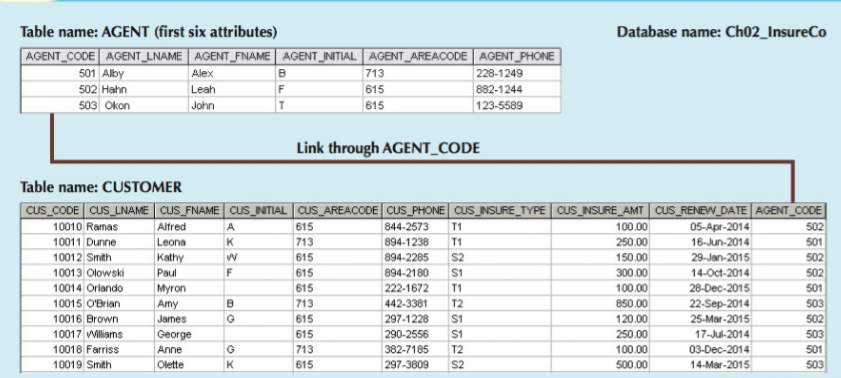 Table name: AGENT (first six attributes) Database name: Ch02_InsureCo
AGENT_CODE AGENT_LNAME AGENT_FNAME AGENT_INITIAL AGENT_AREACODE AGENT_PHONE
501 Alby Alex B 713 228-1249
502 Hahn Leah F 615 882-1244
503 Okon John T 615 123-5589
Link through AGENT_CODE
Table name: CUSTOMER
CUS_CODE CUS_LNAME CUS_FNAME CUS_INITIAL CUS_AREACODE CUS_PHONE CUS_INSURE_TYPE CUS_INSURE_AMT CUS_RENEW_DATE AGENT_CODE
10010 Ramas Alfred A 615 844-2573 T1 100.00 05-Apr-2014 502
10011 Dunne Leona K 713 894-1238 T1 250.00 16-Jun-2014 501
10012 Smith Kathy W 615 894-2285 S2 150.00 29-Jan-2015 502
10013 Olowski Paul F 615 894-2180 S1 300.00 14-Oct-2014 502
10014 Orlando Myron 615 222-1672 T1 100.00 28-Dec-2015 501
10015 O'Brian Amy B 713 442-3381 T2 850.00 22-Sep-2014 503
10016 Brown James G 615 297-1228 S1 120.00 25-Mar-2015 502
10017 Williams George 615 290-2556 S1 250.00 17-Jul-2014 503
10018 Farriss Anne G 713 382-7185 T2 100.00 03-Dec-2014 501
10019 Smith Olette K 615 297-3809 S2 500.00 14-Mar-2015 503